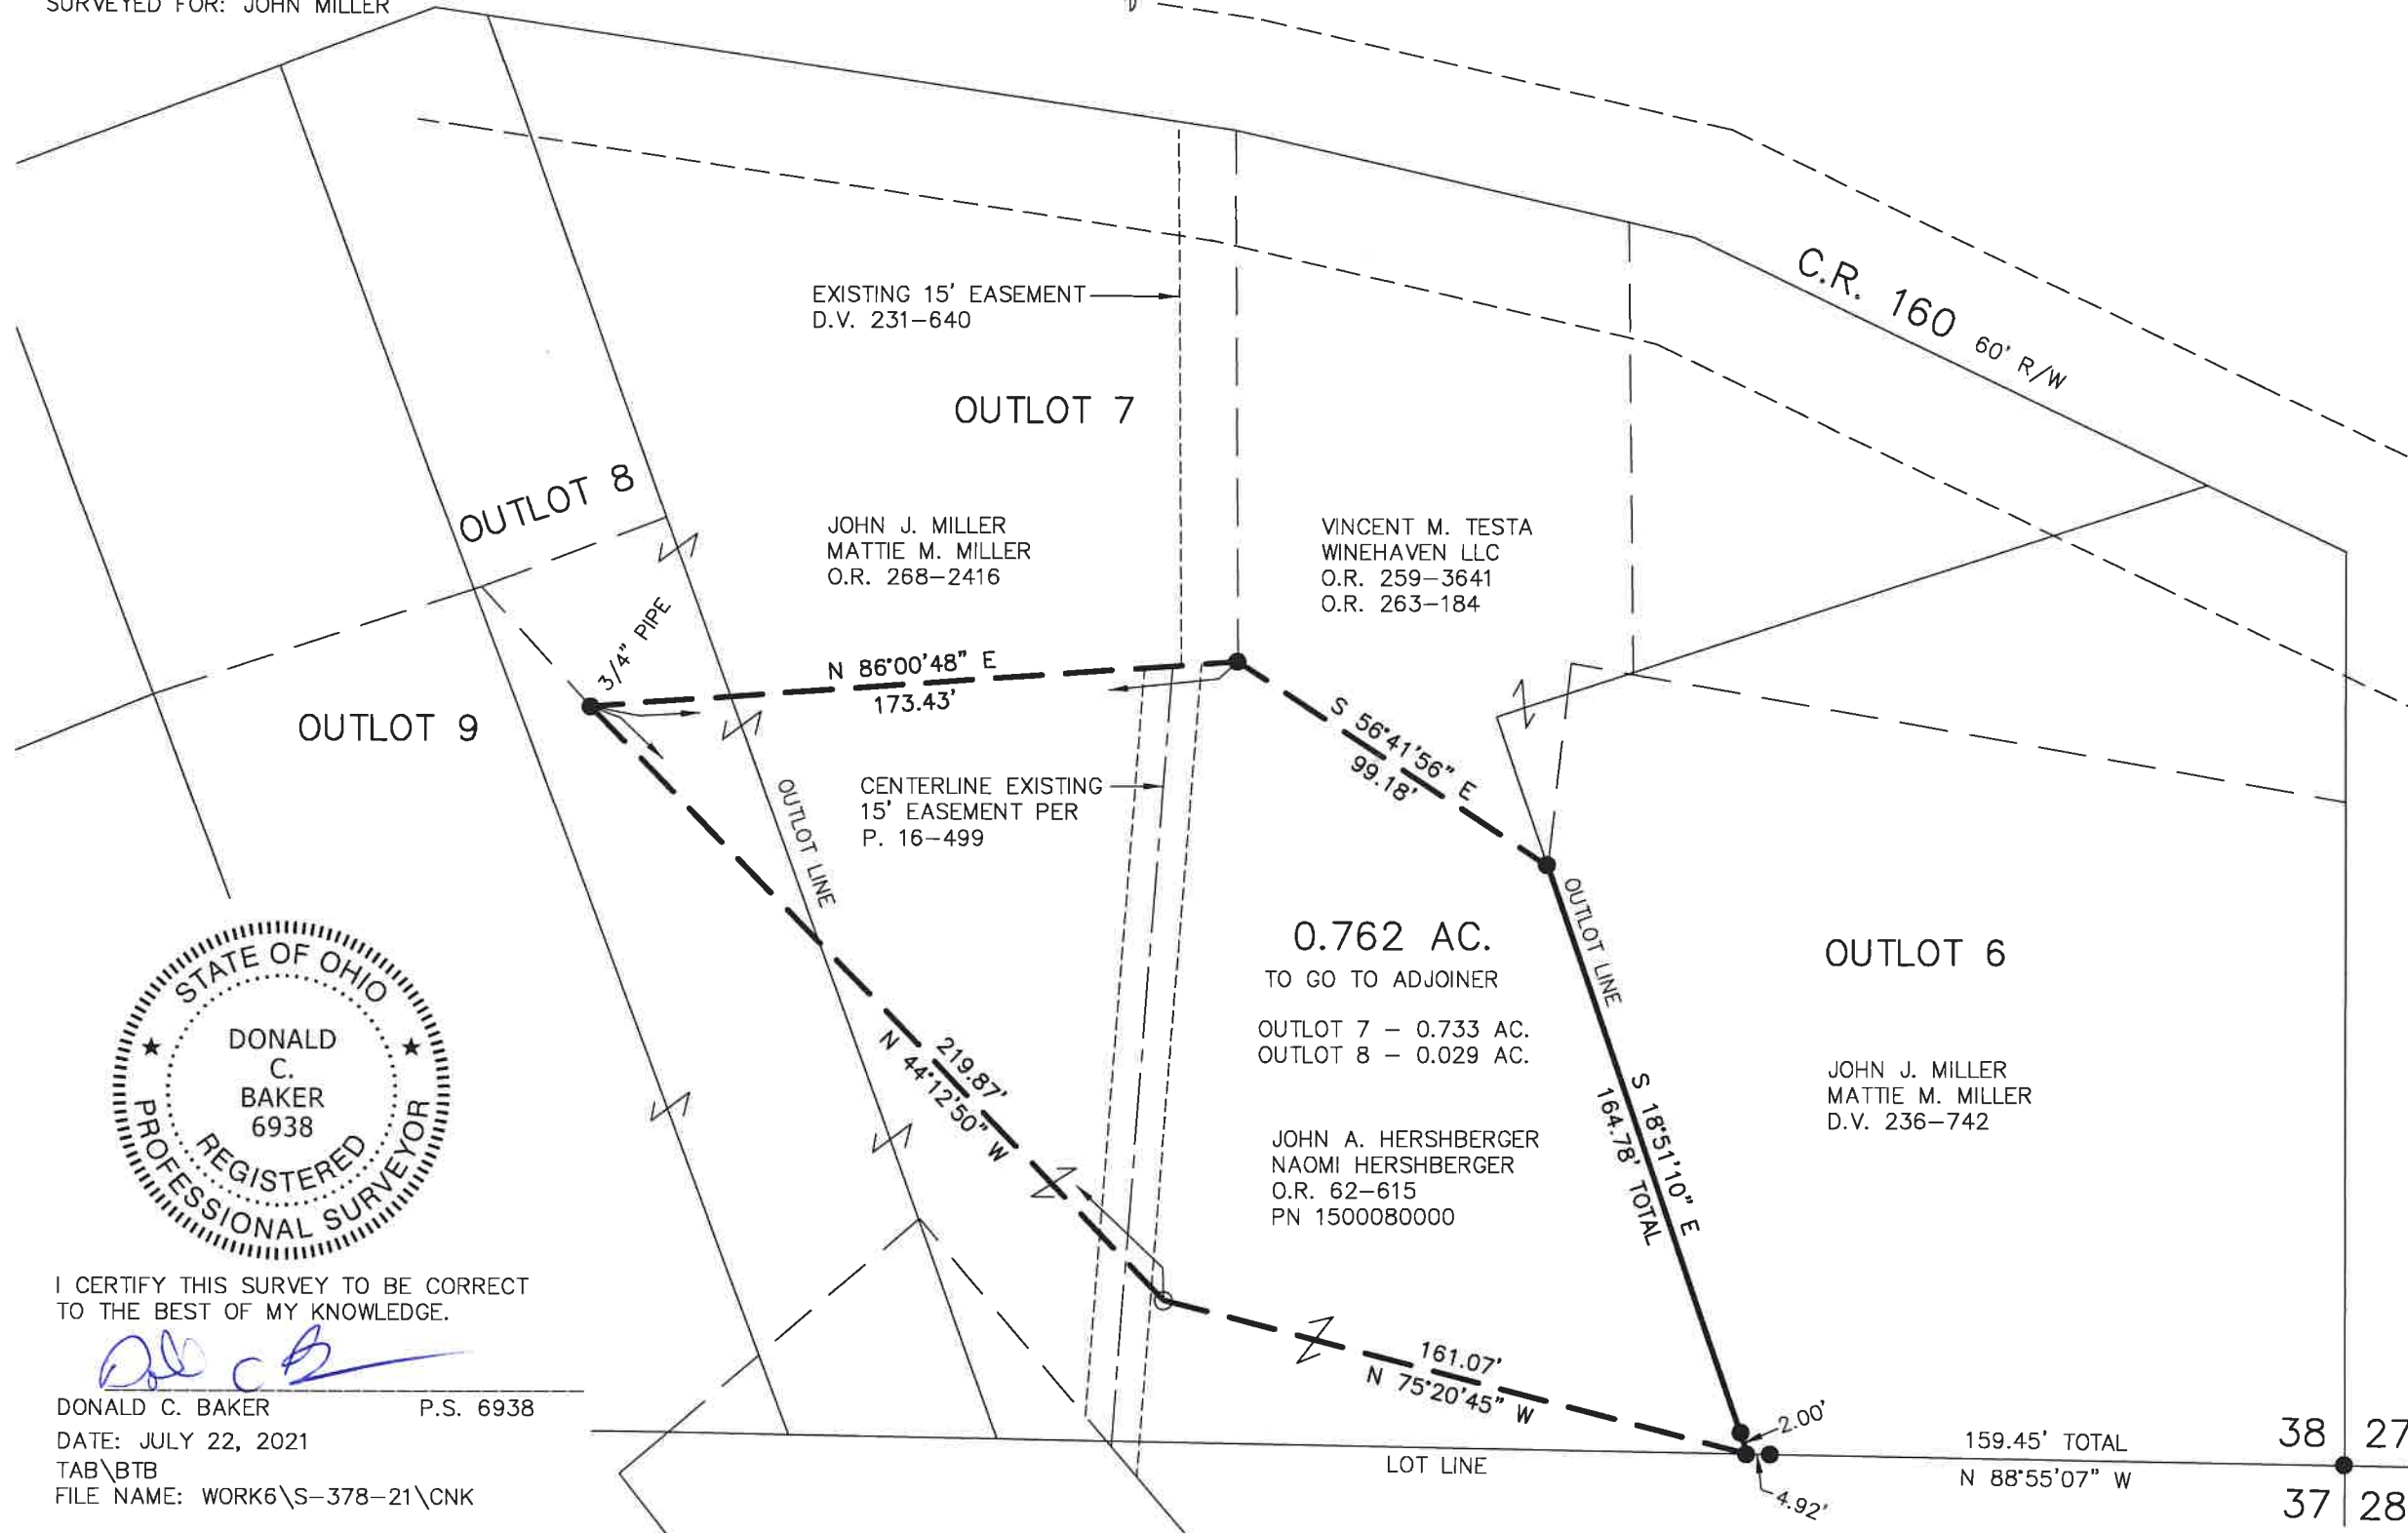 SURVEYED FOR: JOHN MILLER
C.R. 160 60' R/W
EXISTING 15' EASEMENT
D.V. 231-640
OUTLOT 7
OUTLOT 8
JOHN J. MILLER
MATTIE M. MILLER
O.R. 268-2416
VINCENT M. TESTA
WINEHAVEN LLC
O.R. 259-3641
O.R. 263-184
3/4" PIPE
N 86°00'48" E
173.43'
OUTLOT 9
S 56°41'56" E
99.18'
CENTERLINE EXISTING
15' EASEMENT PER
P. 16-499
OUTLOT LINE
OUTLOT LINE
0.762 AC.
TO GO TO ADJOINER
OUTLOT 7 - 0.733 AC.
OUTLOT 8 - 0.029 AC.
OUTLOT 6
JOHN J. MILLER
MATTIE M. MILLER
D.V. 236-742
219.87'
N 44°12'50" W
S 18°51'10" E
164.78' TOTAL
JOHN A. HERSHBERGER
NAOMI HERSHBERGER
O.R. 62-615
PN 1500080000
STATE OF OHIO
DONALD
C.
BAKER
6938
REGISTERED
PROFESSIONAL SURVEYOR
I CERTIFY THIS SURVEY TO BE CORRECT
TO THE BEST OF MY KNOWLEDGE.
DONALD C. BAKER P.S. 6938
DATE: JULY 22, 2021
TAB\BTB
FILE NAME: WORK6\S-378-21\CNK
161.07'
N 75°20'45" W
2.00'
4.92'
LOT LINE
159.45' TOTAL
N 88°55'07" W
38 27
37 28